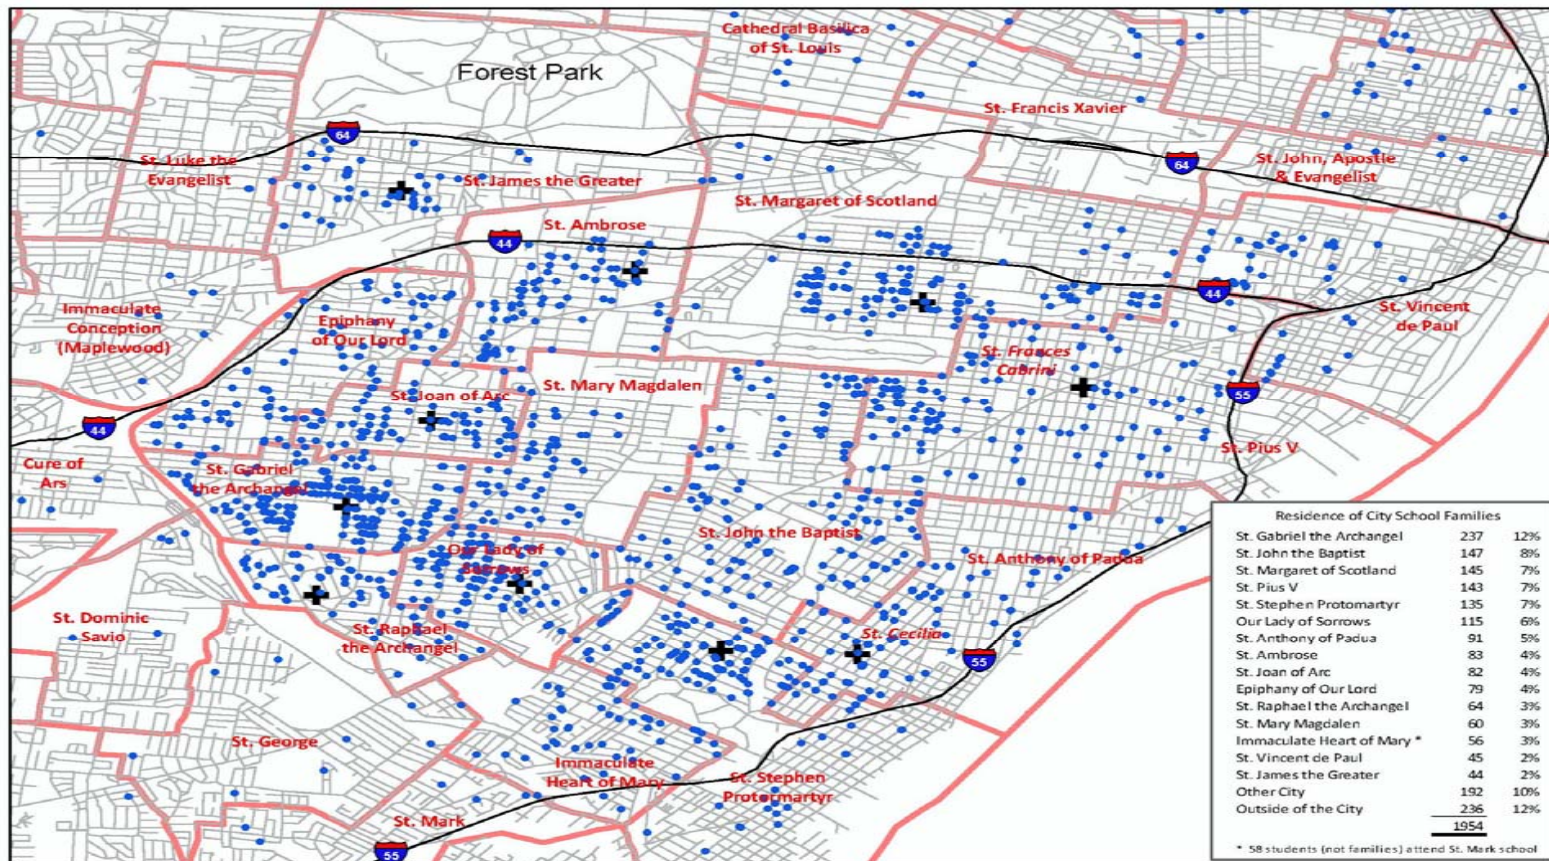 Cathedral Basilica
of St. Louis
Forest Park
St. Francis Xavier
64
64
St. Luke the
Evangelist
St. John, Apostle
& Evangelist
St. James the Greater
St. Margaret of Scotland
St. Ambrose
44
44
Immaculate
Conception
(Maplewood)
Epiphany
of Our Lord
St. Vincent
de Paul
St. Frances
Cabrini
St. Mary Magdalen
St. Joan of Arc
55
44
St. Pius V
Cure of
Ars
St. Gabriel
the Archangel
St. John the Baptist
Our Lady of
Sorrows
St. Anthony of Padua
St. Dominic
Savio
St. Raphael
the Archangel
St. Cecilia
55
St. George
Immaculate
Heart of Mary
St. Stephen
Protomartyr
St. Mark
55
Residence of City School Families
St. Gabriel the Archangel 237 12%
St. John the Baptist 147 8%
St. Margaret of Scotland 145 7%
St. Pius V 143 7%
St. Stephen Protomartyr 135 7%
Our Lady of Sorrows 115 6%
St. Anthony of Padua 91 5%
St. Ambrose 83 4%
St. Joan of Arc 82 4%
Epiphany of Our Lord 79 4%
St. Raphael the Archangel 64 3%
St. Mary Magdalen 60 3%
Immaculate Heart of Mary * 56 3%
St. Vincent de Paul 45 2%
St. James the Greater 44 2%
Other City 192 10%
Outside of the City 236 12%
1954
* 58 students (not families) attend St. Mark school